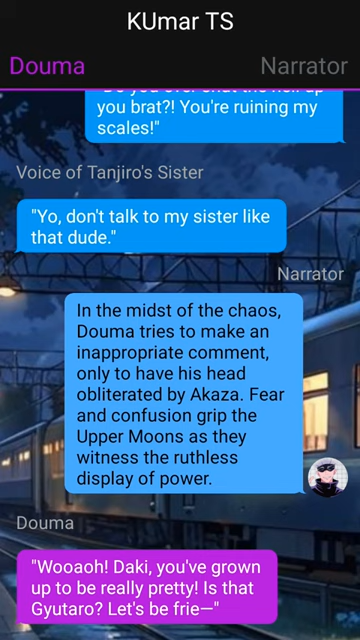 KUmar TS
Douma
Narrator
you brat?! You're ruining my
scales!"
Voice of Tanjiro's Sister
"Yo, don't talk to my sister like
that dude."
Narrator
In the midst of the chaos,
Douma tries to make an
inappropriate comment,
only to have his head
obliterated by Akaza. Fear
and confusion grip the
Upper Moons as they
witness the ruthless
display of power.
Douma
"Wooaoh! Daki, you've grown
up to be really pretty! Is that
Gyutaro? Let's be frie—"